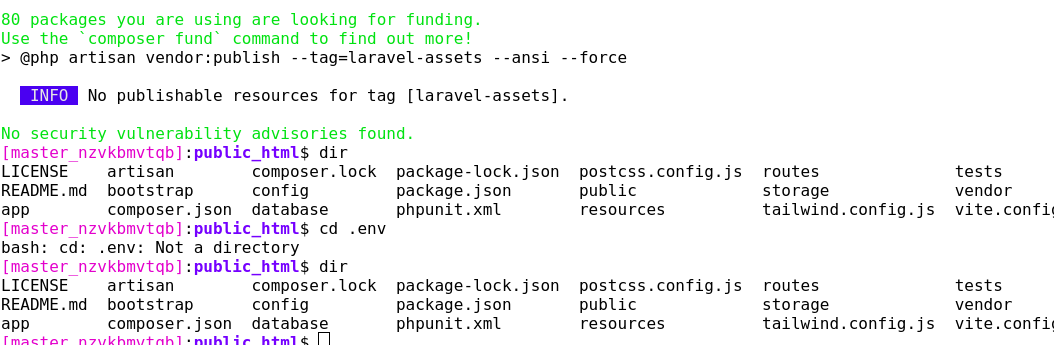 80 packages you are using are looking for funding.
Use the `composer fund` command to find out more!
> @php artisan vendor:publish --tag=laravel-assets --ansi --force
INFO No publishable resources for tag [laravel-assets].
No security vulnerability advisories found.
[master_nzvkbmvtqb]:public_html$ dir
LICENSE artisan composer.lock package-lock.json postcss.config.js routes tests
README.md bootstrap config package.json public storage vendor
app composer.json database phpunit.xml resources tailwind.config.js vite.config
[master_nzvkbmvtqb]:public_html$ cd .env
bash: cd: .env: Not a directory
[master_nzvkbmvtqb]:public_html$ dir
LICENSE artisan composer.lock package-lock.json postcss.config.js routes tests
README.md bootstrap config package.json public storage vendor
app composer.json database phpunit.xml resources tailwind.config.js vite.config
[master_nzvkbmvtqb]:public_html$